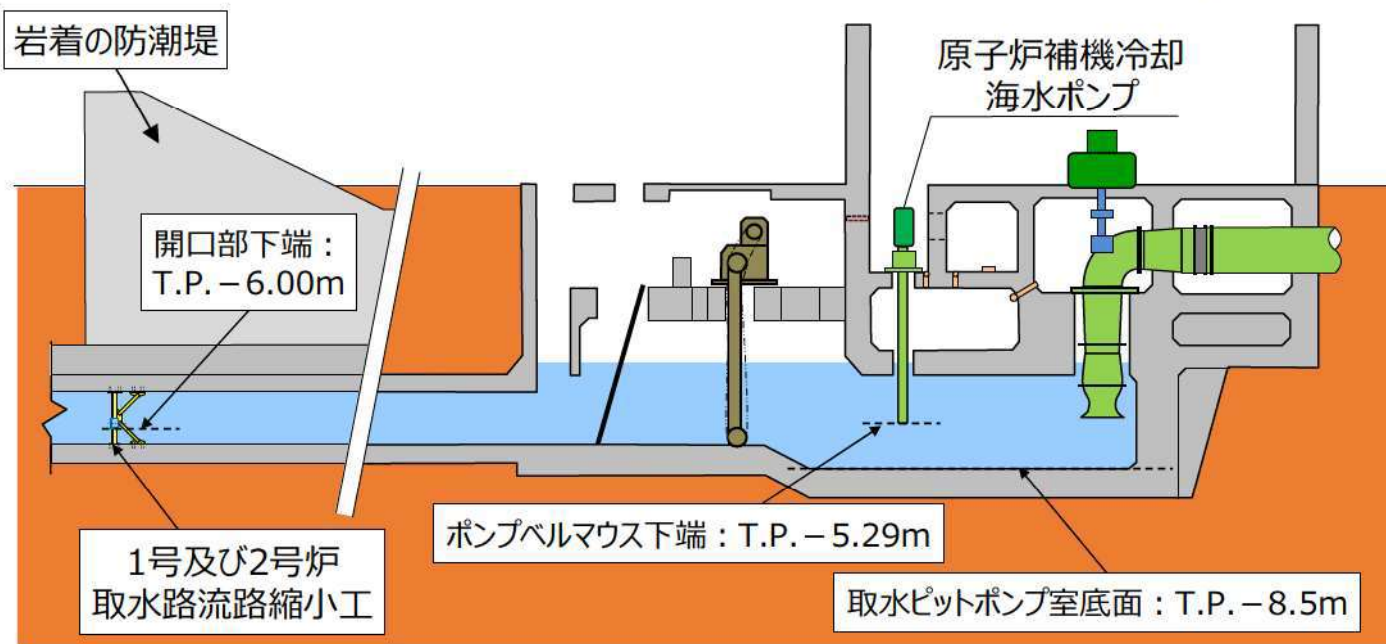 岩着の防潮堤
原子炉補機冷却
海水ポンプ
開口部下端：
T.P.－6.00m
ポンプベルマウス下端：T.P.－5.29m
1号及び2号炉
取水路流路縮小工
取水ピットポンプ室底面：T.P.－8.5m